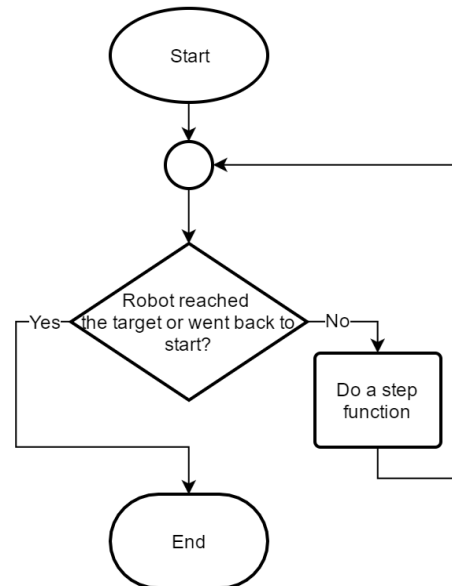 Start
Robot reached
the target or went back to
start?
Yes
No
Do a step
function
End